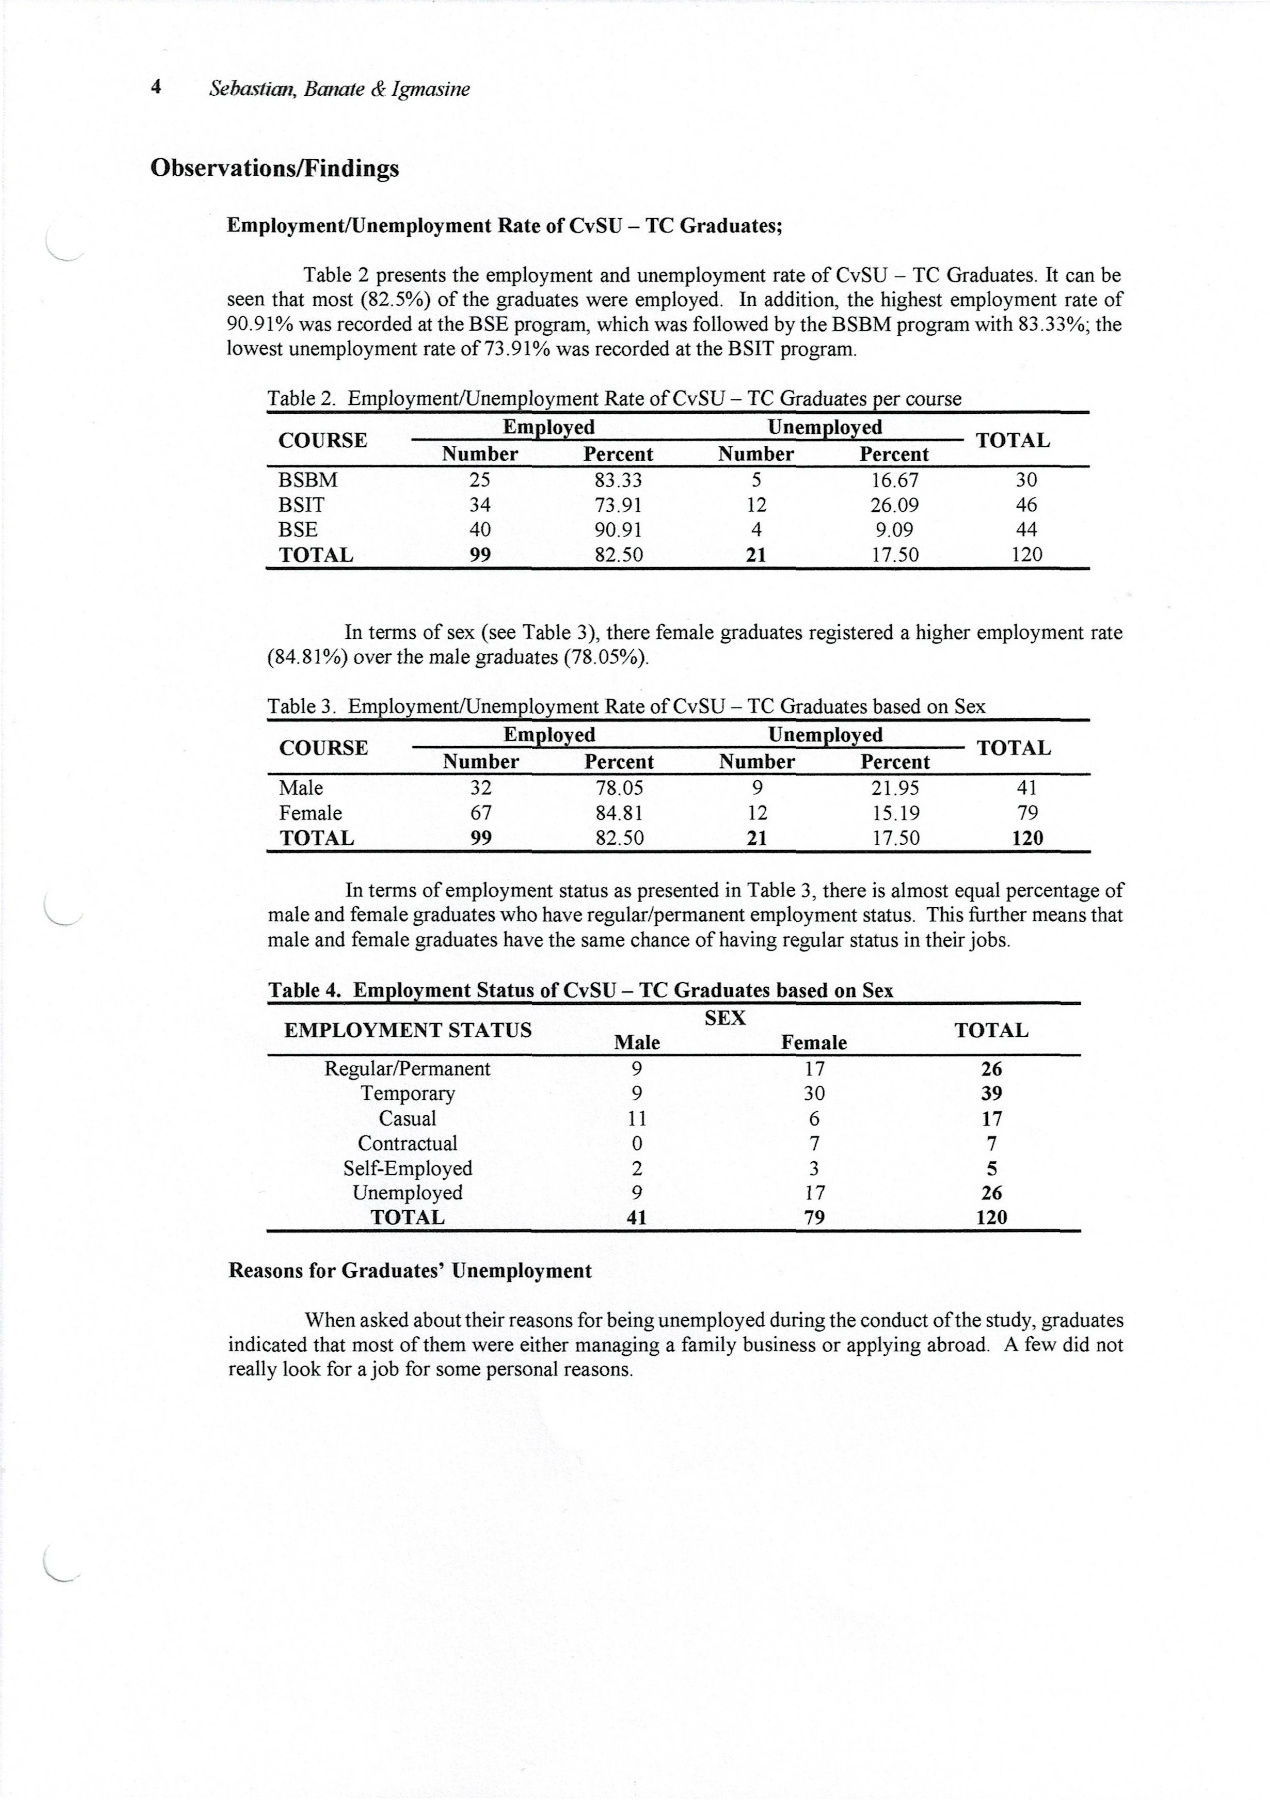 4 Sebastian, Banate & Igmasine
Observations/Findings
Employment/Unemployment Rate of CvSU – TC Graduates;
Table 2 presents the employment and unemployment rate of CvSU – TC Graduates. It can be
seen that most (82.5%) of the graduates were employed. In addition, the highest employment rate of
90.91% was recorded at the BSE program, which was followed by the BSBM program with 83.33%; the
lowest unemployment rate of 73.91% was recorded at the BSIT program.
Table 2. Employment/Unemployment Rate of CvSU – TC Graduates per course
COURSE Employed Unemployed TOTAL
Number Percent Number Percent
BSBM 25 83.33 5 16.67 30
BSIT 34 73.91 12 26.09 46
BSE 40 90.91 4 9.09 44
TOTAL 99 82.50 21 17.50 120
In terms of sex (see Table 3), there female graduates registered a higher employment rate
(84.81%) over the male graduates (78.05%).
Table 3. Employment/Unemployment Rate of CvSU – TC Graduates based on Sex
COURSE Employed Unemployed TOTAL
Number Percent Number Percent
Male 32 78.05 9 21.95 41
Female 67 84.81 12 15.19 79
TOTAL 99 82.50 21 17.50 120
In terms of employment status as presented in Table 3, there is almost equal percentage of
male and female graduates who have regular/permanent employment status. This further means that
male and female graduates have the same chance of having regular status in their jobs.
Table 4. Employment Status of CvSU – TC Graduates based on Sex
EMPLOYMENT STATUS SEX TOTAL
Male Female
Regular/Permanent 9 17 26
Temporary 9 30 39
Casual 11 6 17
Contractual 0 7 7
Self-Employed 2 3 5
Unemployed 9 17 26
TOTAL 41 79 120
Reasons for Graduates' Unemployment
When asked about their reasons for being unemployed during the conduct of the study, graduates
indicated that most of them were either managing a family business or applying abroad. A few did not
really look for a job for some personal reasons.